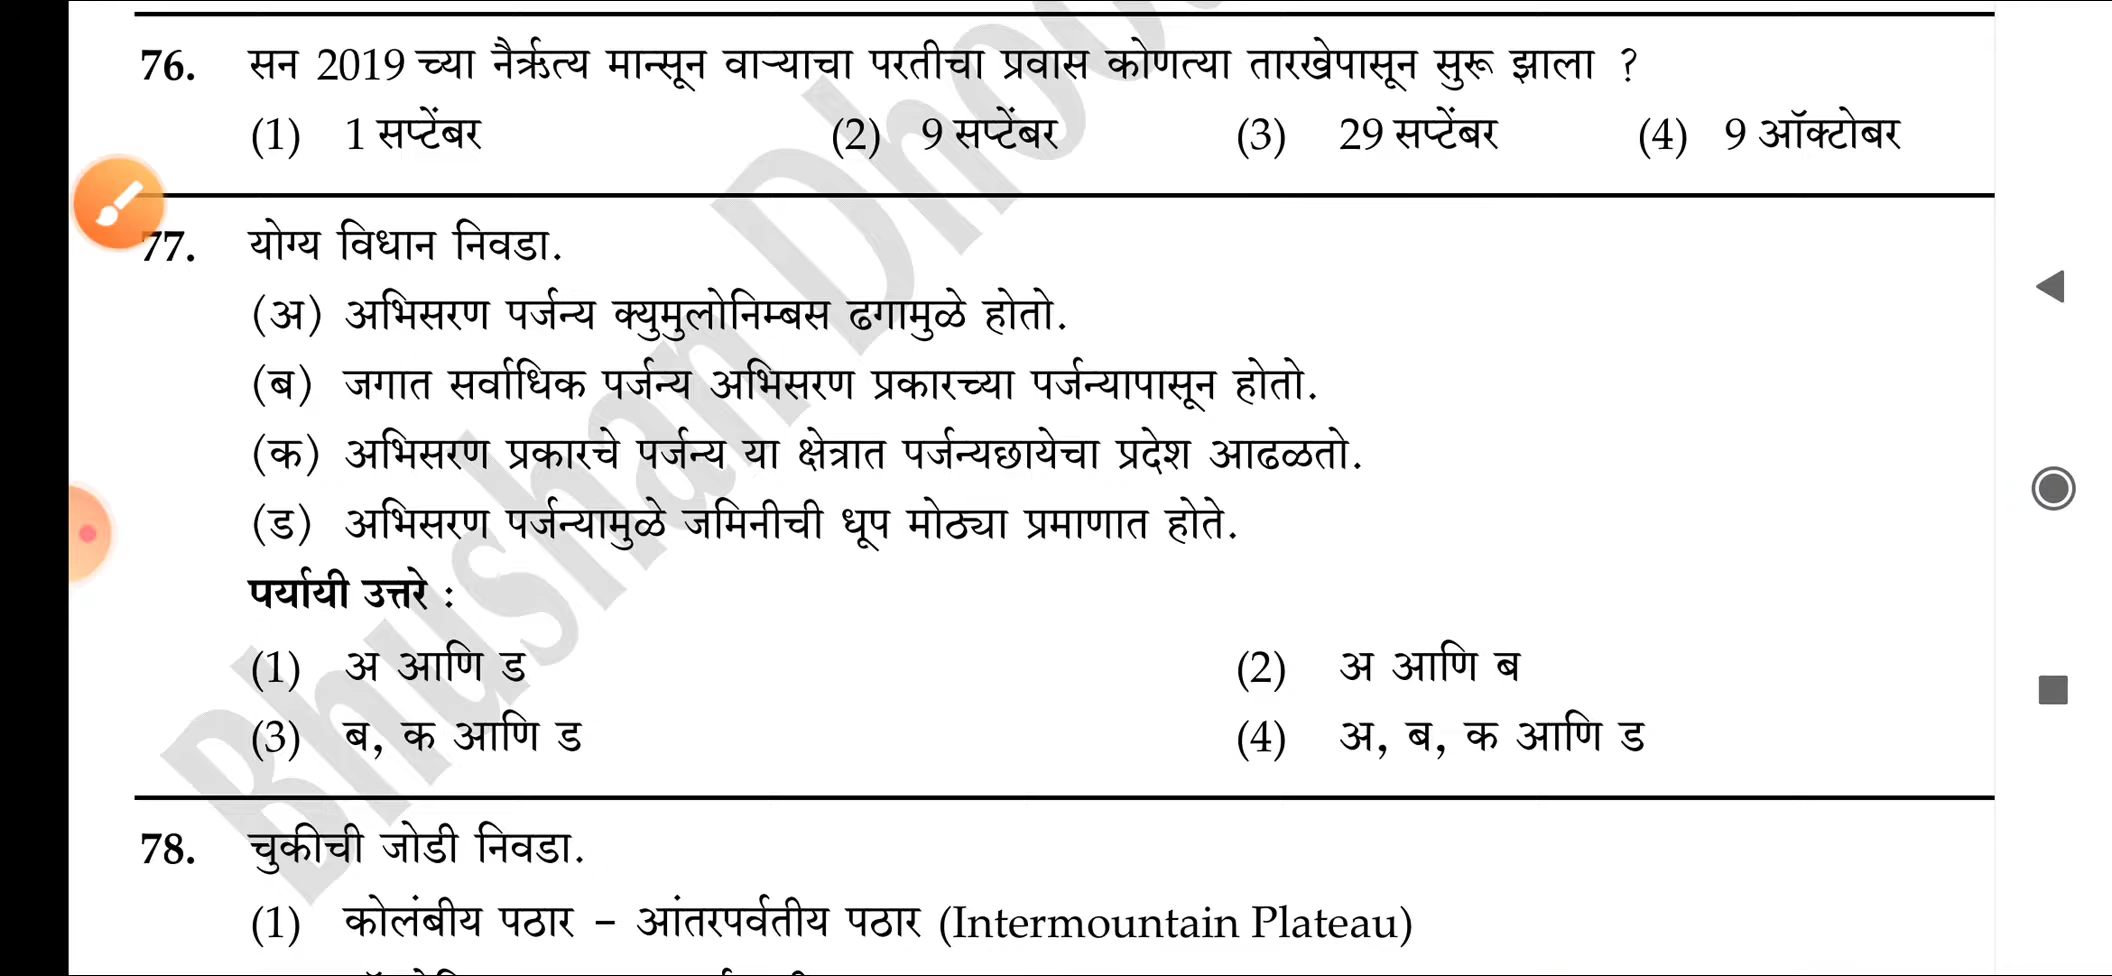 76. सन 2019 च्या नैर्ऋत्य मान्सून वाऱ्याचा परतीचा प्रवास कोणत्या तारखेपासून सुरू झाला ?
(1) 1 सप्टेंबर (2) 9 सप्टेंबर (3) 29 सप्टेंबर (4) 9 ऑक्टोबर
77. योग्य विधान निवडा.
(अ) अभिसरण पर्जन्य क्युमुलोनिम्बस ढगामुळे होतो.
(ब) जगात सर्वाधिक पर्जन्य अभिसरण प्रकारच्या पर्जन्यापासून होतो.
(क) अभिसरण प्रकारचे पर्जन्य या क्षेत्रात पर्जन्यछायेचा प्रदेश आढळतो.
(ड) अभिसरण पर्जन्यामुळे जमिनीची धूप मोठ्या प्रमाणात होते.
पर्यायी उत्तरे :
(1) अ आणि ड (2) अ आणि ब
(3) ब, क आणि ड (4) अ, ब, क आणि ड
78. चुकीची जोडी निवडा.
(1) कोलंबीय पठार – आंतरपर्वतीय पठार (Intermountain Plateau)
Bhushan